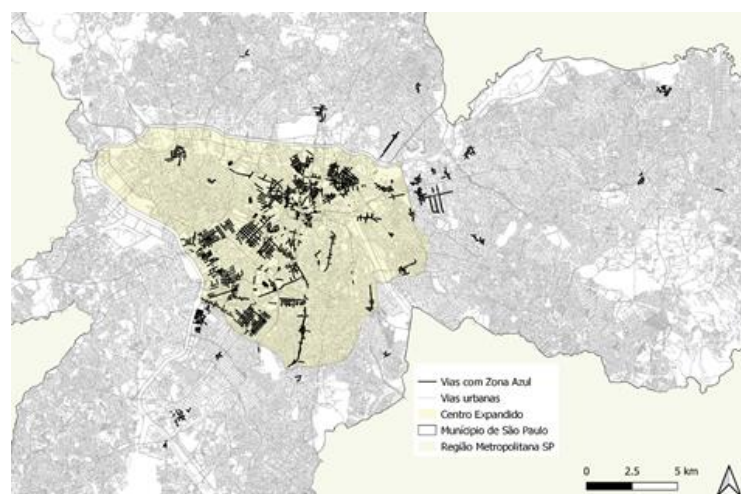 Vias com Zona Azul
Vias urbanas
Centro Expandido
Munícipio de São Paulo
Região Metropolitana SP
0 2.5 5 km